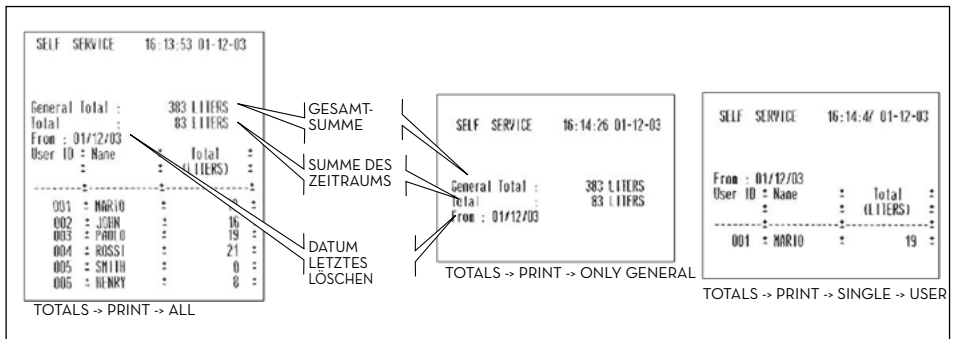 SELF SERVICE 16:13:53 01-12-03
General Total : 383 LITERS
Total : 83 LITERS
From : 01/12/03
User ID : Name : Total :
: : (LITERS) :
001 : MARIO :
002 : JOHN : 16
003 : PAOLO : 19 :
004 : ROSSI : 21 :
005 : SMITH : 0 :
006 : HENRY : 8 :
TOTALS -> PRINT -> ALL
GESAMT-
SUMME
SUMME DES
ZEITRAUMS
DATUM
LETZTES
LÖSCHEN
SELF SERVICE 16:14:26 01-12-03
General Total : 383 LITERS
Total : 83 LITERS
From : 01/12/03
TOTALS -> PRINT -> ONLY GENERAL
SELF SERVICE 16:14:47 01-12-03
From : 01/12/03
User ID : Name : Total :
: : (LITERS) :
001 : MARIO : 19 :
TOTALS -> PRINT -> SINGLE -> USER